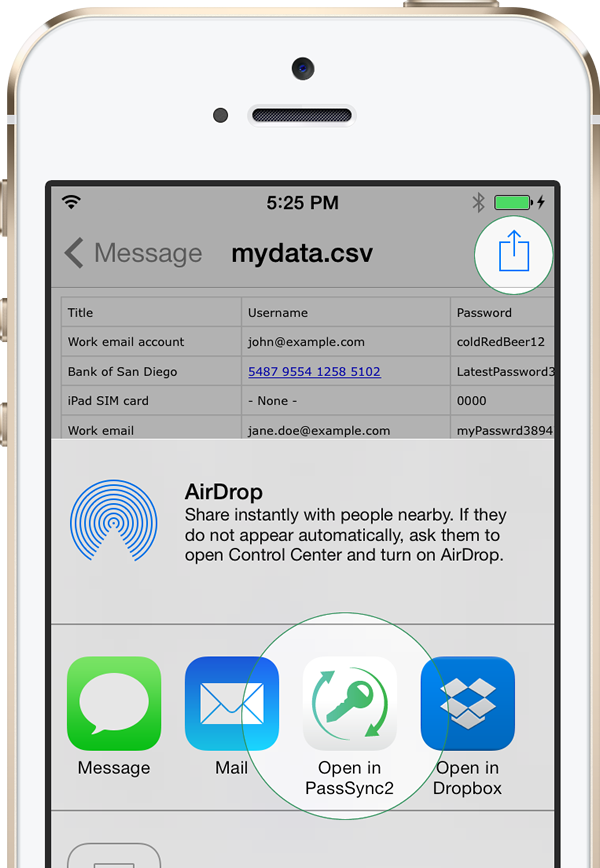 5:25 PM
Message
mydata.csv
Title Username Password
Work email account john@example.com coldRedBeer12
Bank of San Diego 5487 9554 1258 5102 LatestPassword3
iPad SIM card - None - 0000
Work email jane.doe@example.com myPasswrd3894
AirDrop
Share instantly with people nearby. If they
do not appear automatically, ask them to
open Control Center and turn on AirDrop.
Message Mail Open in Open in
PassSync2 Dropbox